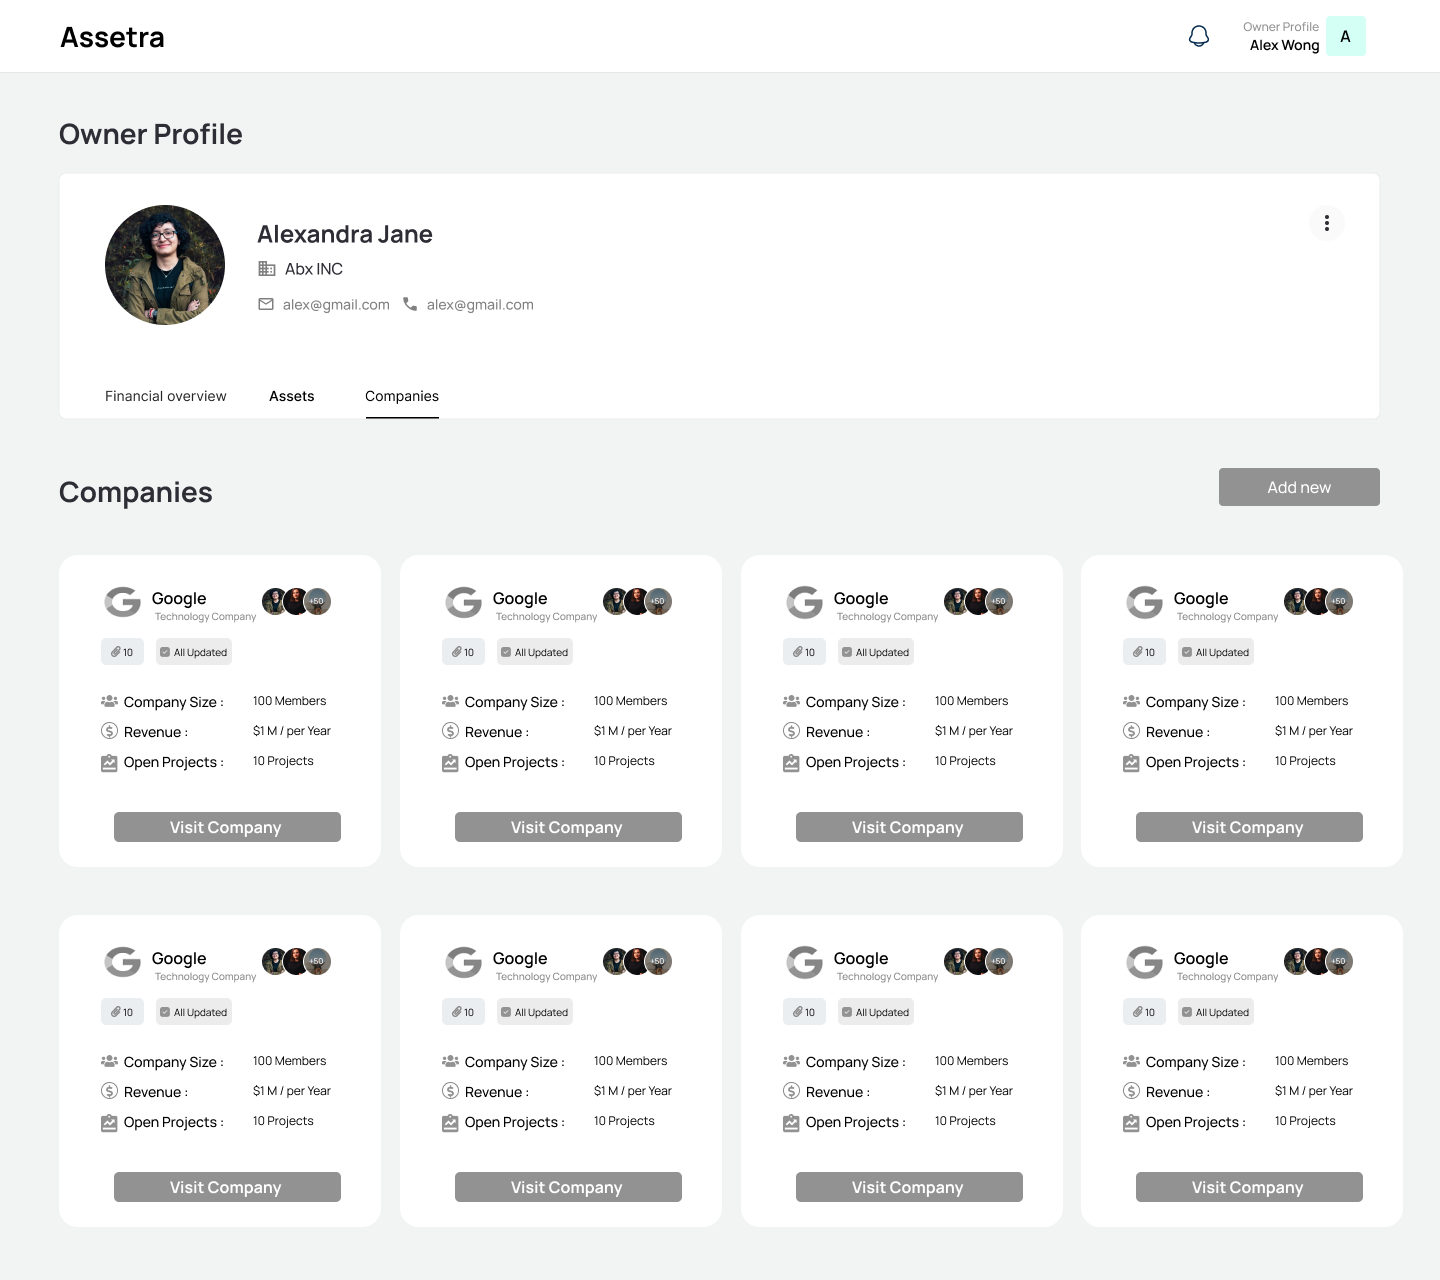 Assetra
Owner Profile
Alex Wong
A
Owner Profile
Alexandra Jane
Abx INC
alex@gmail.com alex@gmail.com
Financial overview Assets Companies
Companies
Add new
Google +50 Google +50 Google +50 Google +50
Technology Company Technology Company Technology Company Technology Company
10 All Updated 10 All Updated 10 All Updated 10 All Updated
Company Size : 100 Members Company Size : 100 Members Company Size : 100 Members Company Size : 100 Members
Revenue : $1 M / per Year Revenue : $1 M / per Year Revenue : $1 M / per Year Revenue : $1 M / per Year
Open Projects : 10 Projects Open Projects : 10 Projects Open Projects : 10 Projects Open Projects : 10 Projects
Visit Company Visit Company Visit Company Visit Company
Google +50 Google +50 Google +50 Google +50
Technology Company Technology Company Technology Company Technology Company
10 All Updated 10 All Updated 10 All Updated 10 All Updated
Company Size : 100 Members Company Size : 100 Members Company Size : 100 Members Company Size : 100 Members
Revenue : $1 M / per Year Revenue : $1 M / per Year Revenue : $1 M / per Year Revenue : $1 M / per Year
Open Projects : 10 Projects Open Projects : 10 Projects Open Projects : 10 Projects Open Projects : 10 Projects
Visit Company Visit Company Visit Company Visit Company